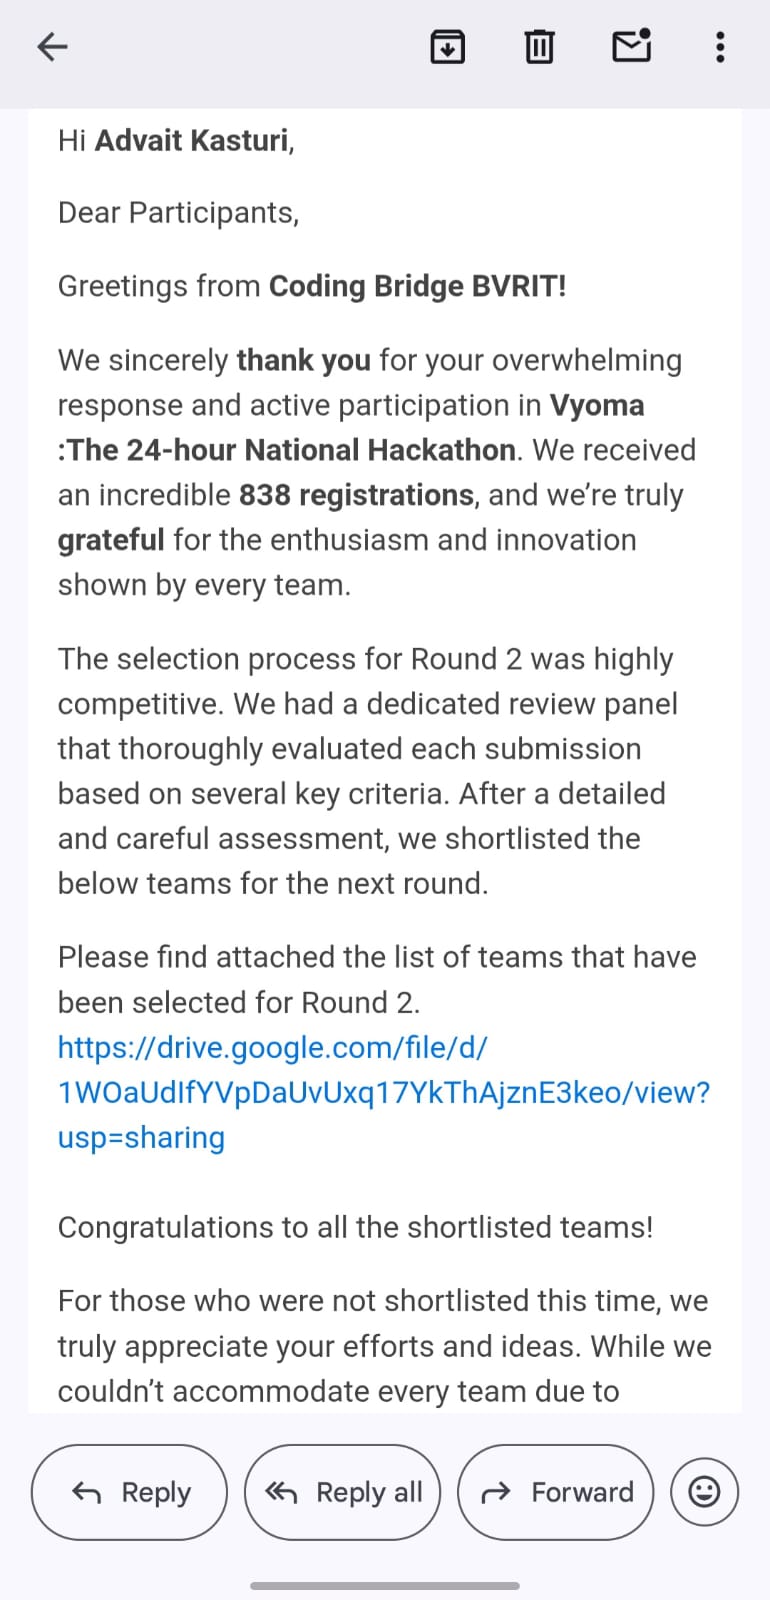 Hi Advait Kasturi,
Dear Participants,
Greetings from Coding Bridge BVRIT!
We sincerely thank you for your overwhelming
response and active participation in Vyoma
:The 24-hour National Hackathon. We received
an incredible 838 registrations, and we’re truly
grateful for the enthusiasm and innovation
shown by every team.
The selection process for Round 2 was highly
competitive. We had a dedicated review panel
that thoroughly evaluated each submission
based on several key criteria. After a detailed
and careful assessment, we shortlisted the
below teams for the next round.
Please find attached the list of teams that have
been selected for Round 2.
https://drive.google.com/file/d/
1WOaUdIfYVpDaUvUxq17YkThAjznE3keo/view?
usp=sharing
Congratulations to all the shortlisted teams!
For those who were not shortlisted this time, we
truly appreciate your efforts and ideas. While we
couldn’t accommodate every team due to
Reply
Reply all
Forward